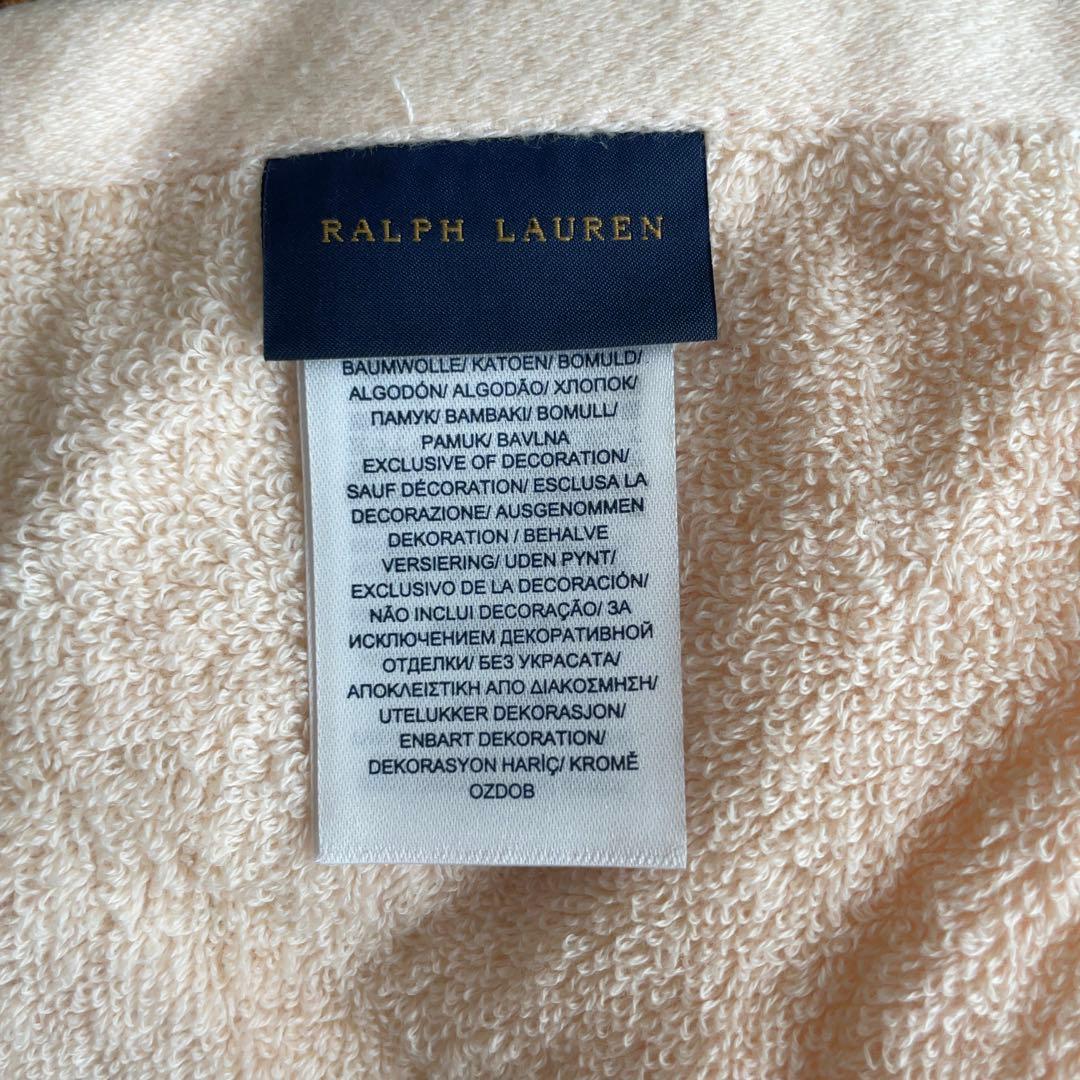 RALPH LAUREN
BAUMWOLLE/ KATOEN/ BOMULD/
ALGODÓN/ ALGODÃO/ ХЛОПОК/
ПАМУК/ ΒΑΜΒΑΚΙ/ BOMULL/
PAMUK/ BAVLNA
EXCLUSIVE OF DECORATION/
SAUF DÉCORATION/ ESCLUSA LA
DECORAZIONE/ AUSGENOMMEN
DEKORATION / BEHALVE
VERSIERING/ UDEN PYNT/
EXCLUSIVO DE LA DECORACIÓN/
NÃO INCLUI DECORAÇÃO/ ЗА
ИСКЛЮЧЕНИЕМ ДЕКОРАТИВНОЙ
ОТДЕЛКИ/ БЕЗ УКРАСАТА/
ΑΠΟΚΛΕΙΣΤΙΚΗ ΑΠΟ ΔΙΑΚΟΣΜΗΣΗ/
UTELUKKER DEKORASJON/
ENBART DEKORATION/
DEKORASYON HARİÇ/ KROMĚ
OZDOB